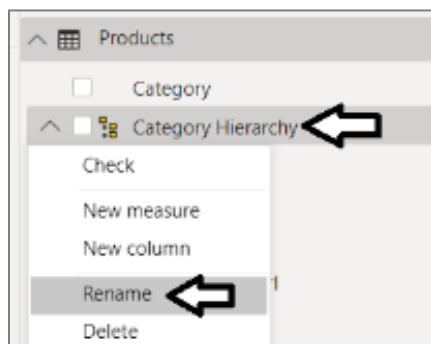 Products
Category
Category Hierarchy
Check
New measure
New column
Rename
Delete